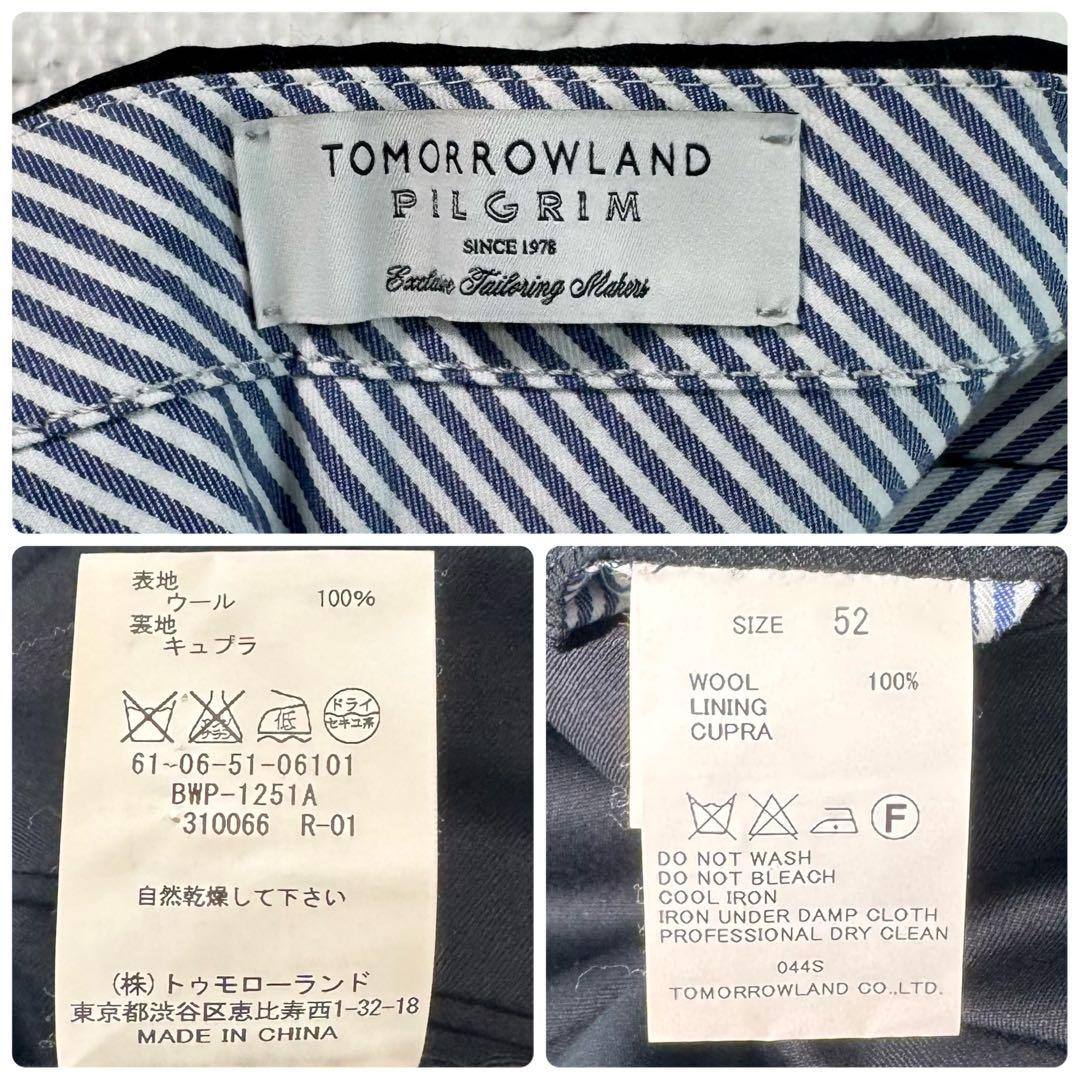 TOMORROWLAND
PILGRIM
SINCE 1978
Tailoring Makers
表地
ウール 100%
裏地
キュプラ
低
ドライ
セキユ系
61-06-51-06101
BWP-1251A
310066 R-01
自然乾燥して下さい
(株)トゥモローランド
東京都渋谷区恵比寿西1-32-18
MADE IN CHINA
SIZE 52
WOOL 100%
LINING
CUPRA
F
DO NOT WASH
DO NOT BLEACH
COOL IRON
IRON UNDER DAMP CLOTH
PROFESSIONAL DRY CLEAN
044S
TOMORROWLAND CO.,LTD.